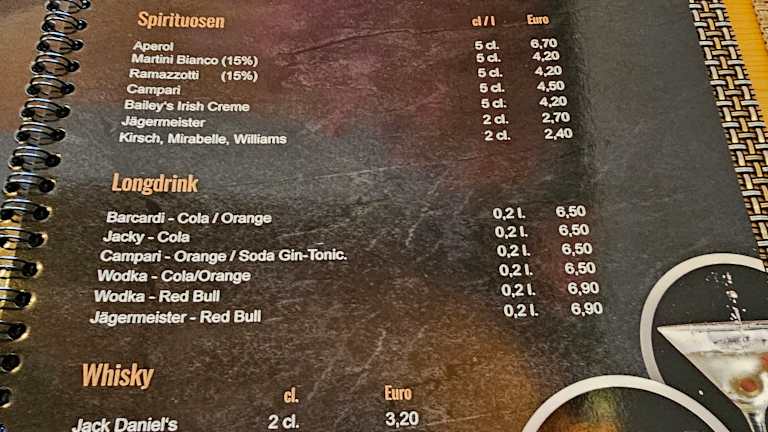 Spirituosen cl / l Euro
Aperol 5 cl. 6,70
Martini Bianco (15%) 5 cl. 4,20
Ramazzotti (15%) 5 cl. 4,20
Campari 5 cl. 4,50
Bailey's Irish Creme 5 cl. 4,20
Jägermeister 2 cl. 2,70
Kirsch, Mirabelle, Williams 2 cl. 2,40
Longdrink
Barcardi - Cola / Orange 0,2 l. 6,50
Jacky - Cola 0,2 l. 6,50
Campari - Orange / Soda Gin-Tonic. 0,2 l. 6,50
Wodka - Cola/Orange 0,2 l. 6,50
Wodka - Red Bull 0,2 l. 6,90
Jägermeister - Red Bull 0,2 l. 6,90
Whisky
cl. Euro
Jack Daniel's 2 cl. 3,20